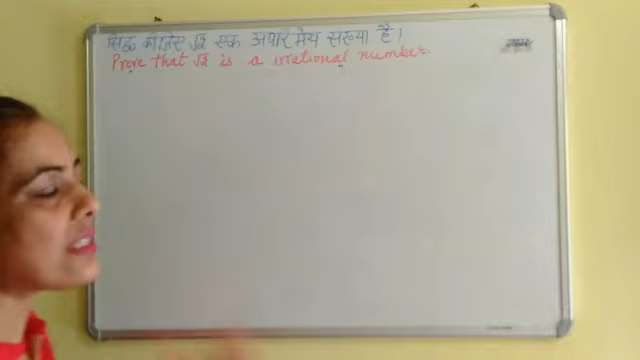 सिद्ध कीजिए √2 एक अपरिमेय संख्या है।
Prove that √2 is a irrational number.